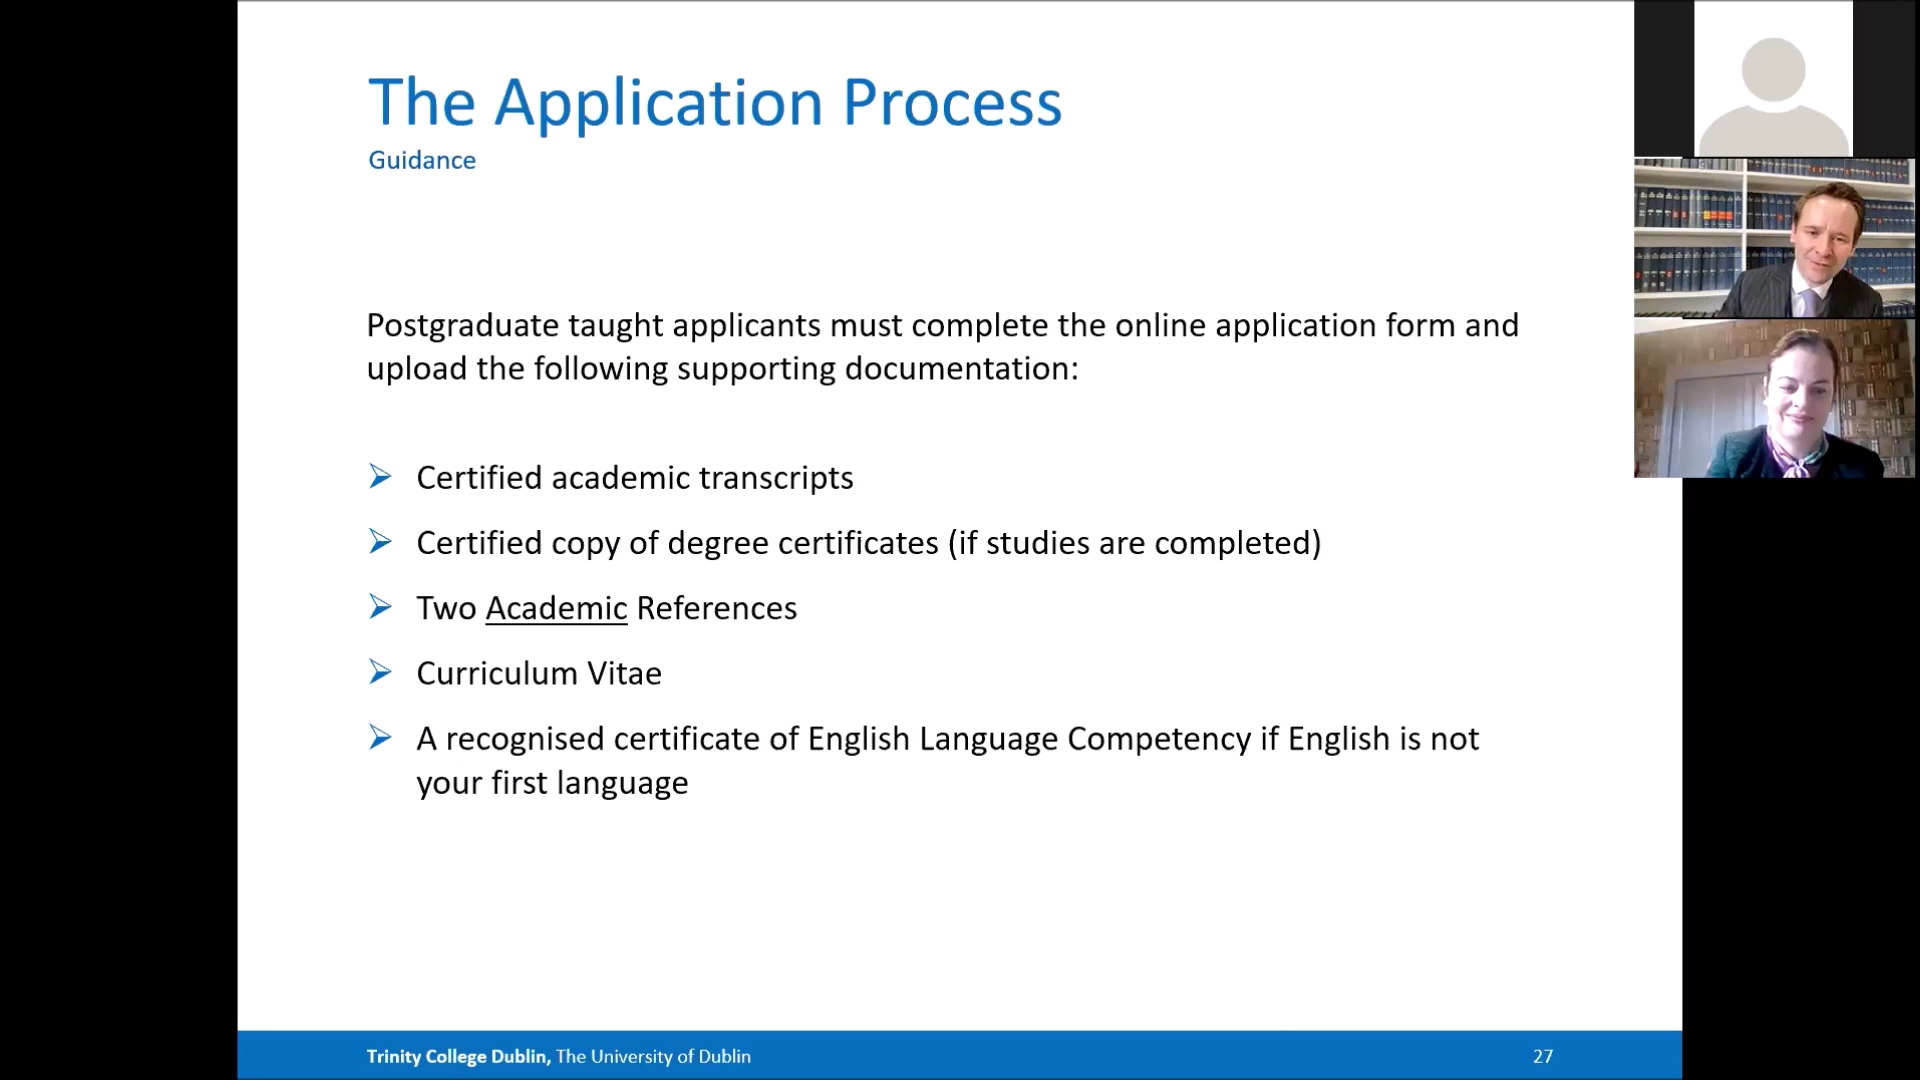 The Application Process
Guidance
Postgraduate taught applicants must complete the online application form and
upload the following supporting documentation:
Certified academic transcripts
Certified copy of degree certificates (if studies are completed)
Two Academic References
Curriculum Vitae
A recognised certificate of English Language Competency if English is not
your first language
Trinity College Dublin, The University of Dublin
27